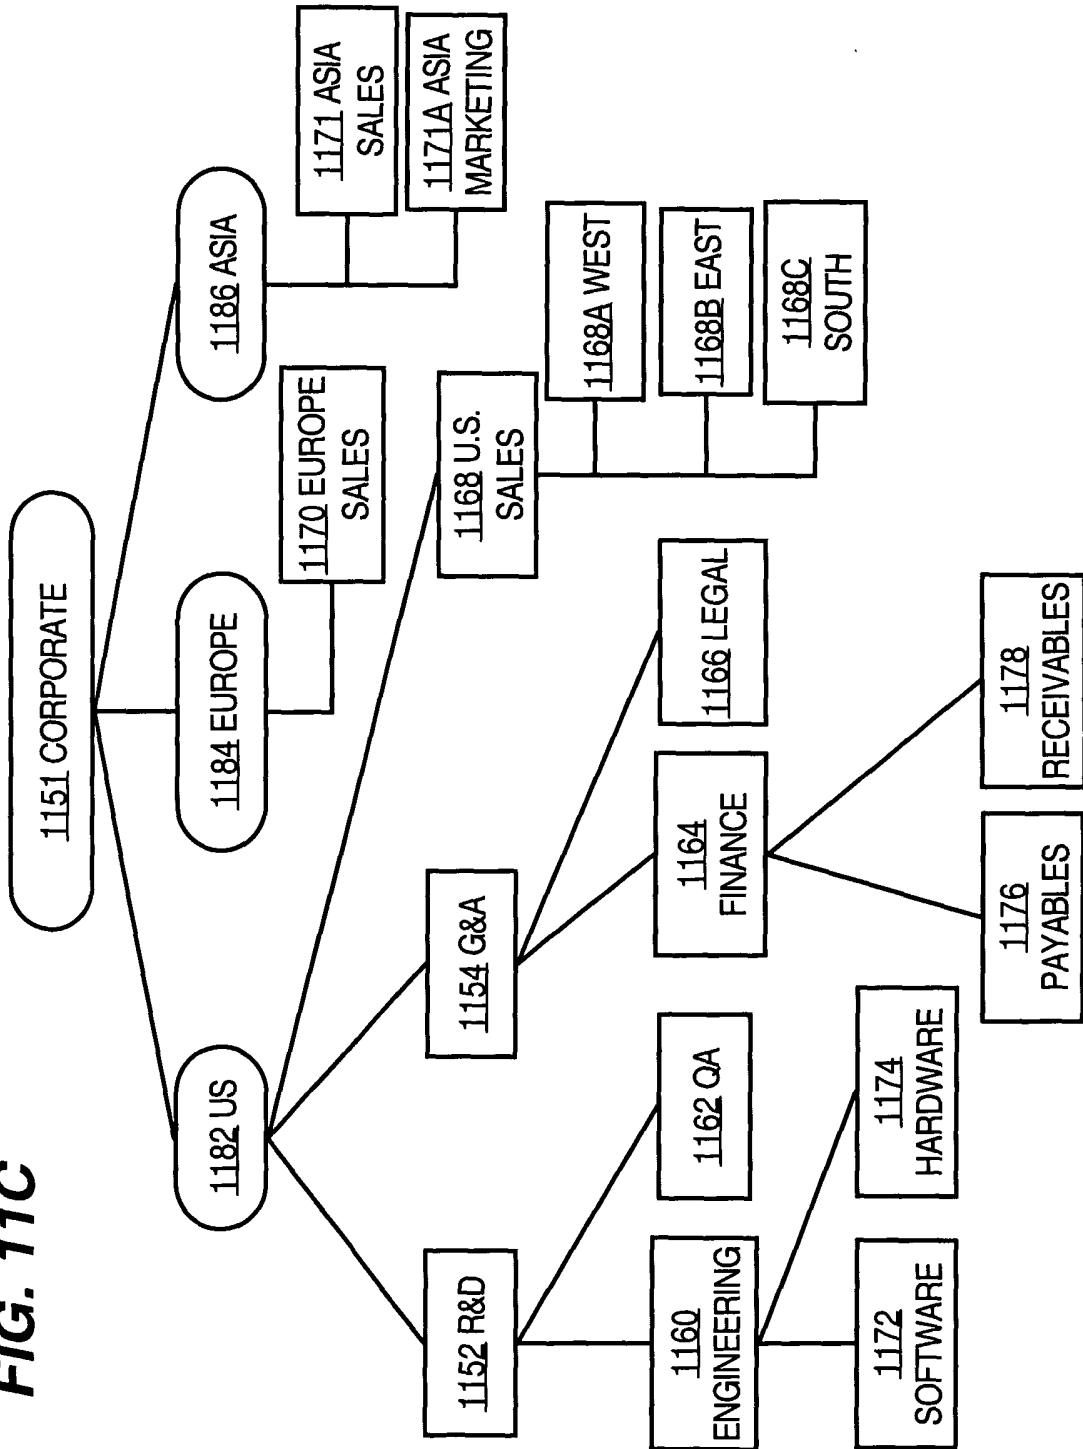 FIG. 11C
1151 CORPORATE
1182 US
1184 EUROPE
1186 ASIA
1170 EUROPE
SALES
1171 ASIA
SALES
1171A ASIA
MARKETING
1152 R&D
1154 G&A
1168 U.S.
SALES
1168A WEST
1168B EAST
1168C
SOUTH
1160
ENGINEERING
1162 QA
1164
FINANCE
1166 LEGAL
1172
SOFTWARE
1174
HARDWARE
1176
PAYABLES
1178
RECEIVABLES